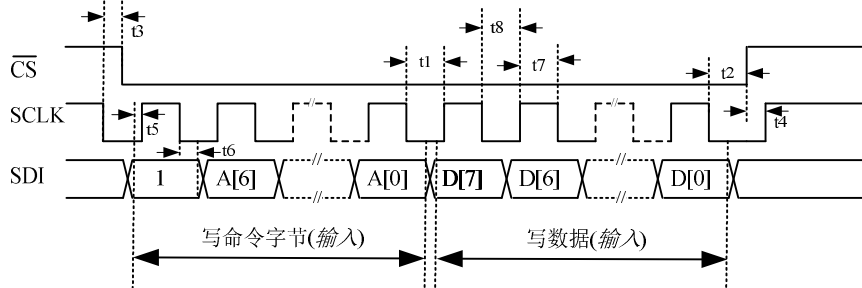 t3
t8
CS
t1
t7
t2
SCLK
t5
t4
t6
SDI
1
A[6]
A[0]
D[7]
D[6]
D[0]
写命令字节(输入)
写数据(输入)